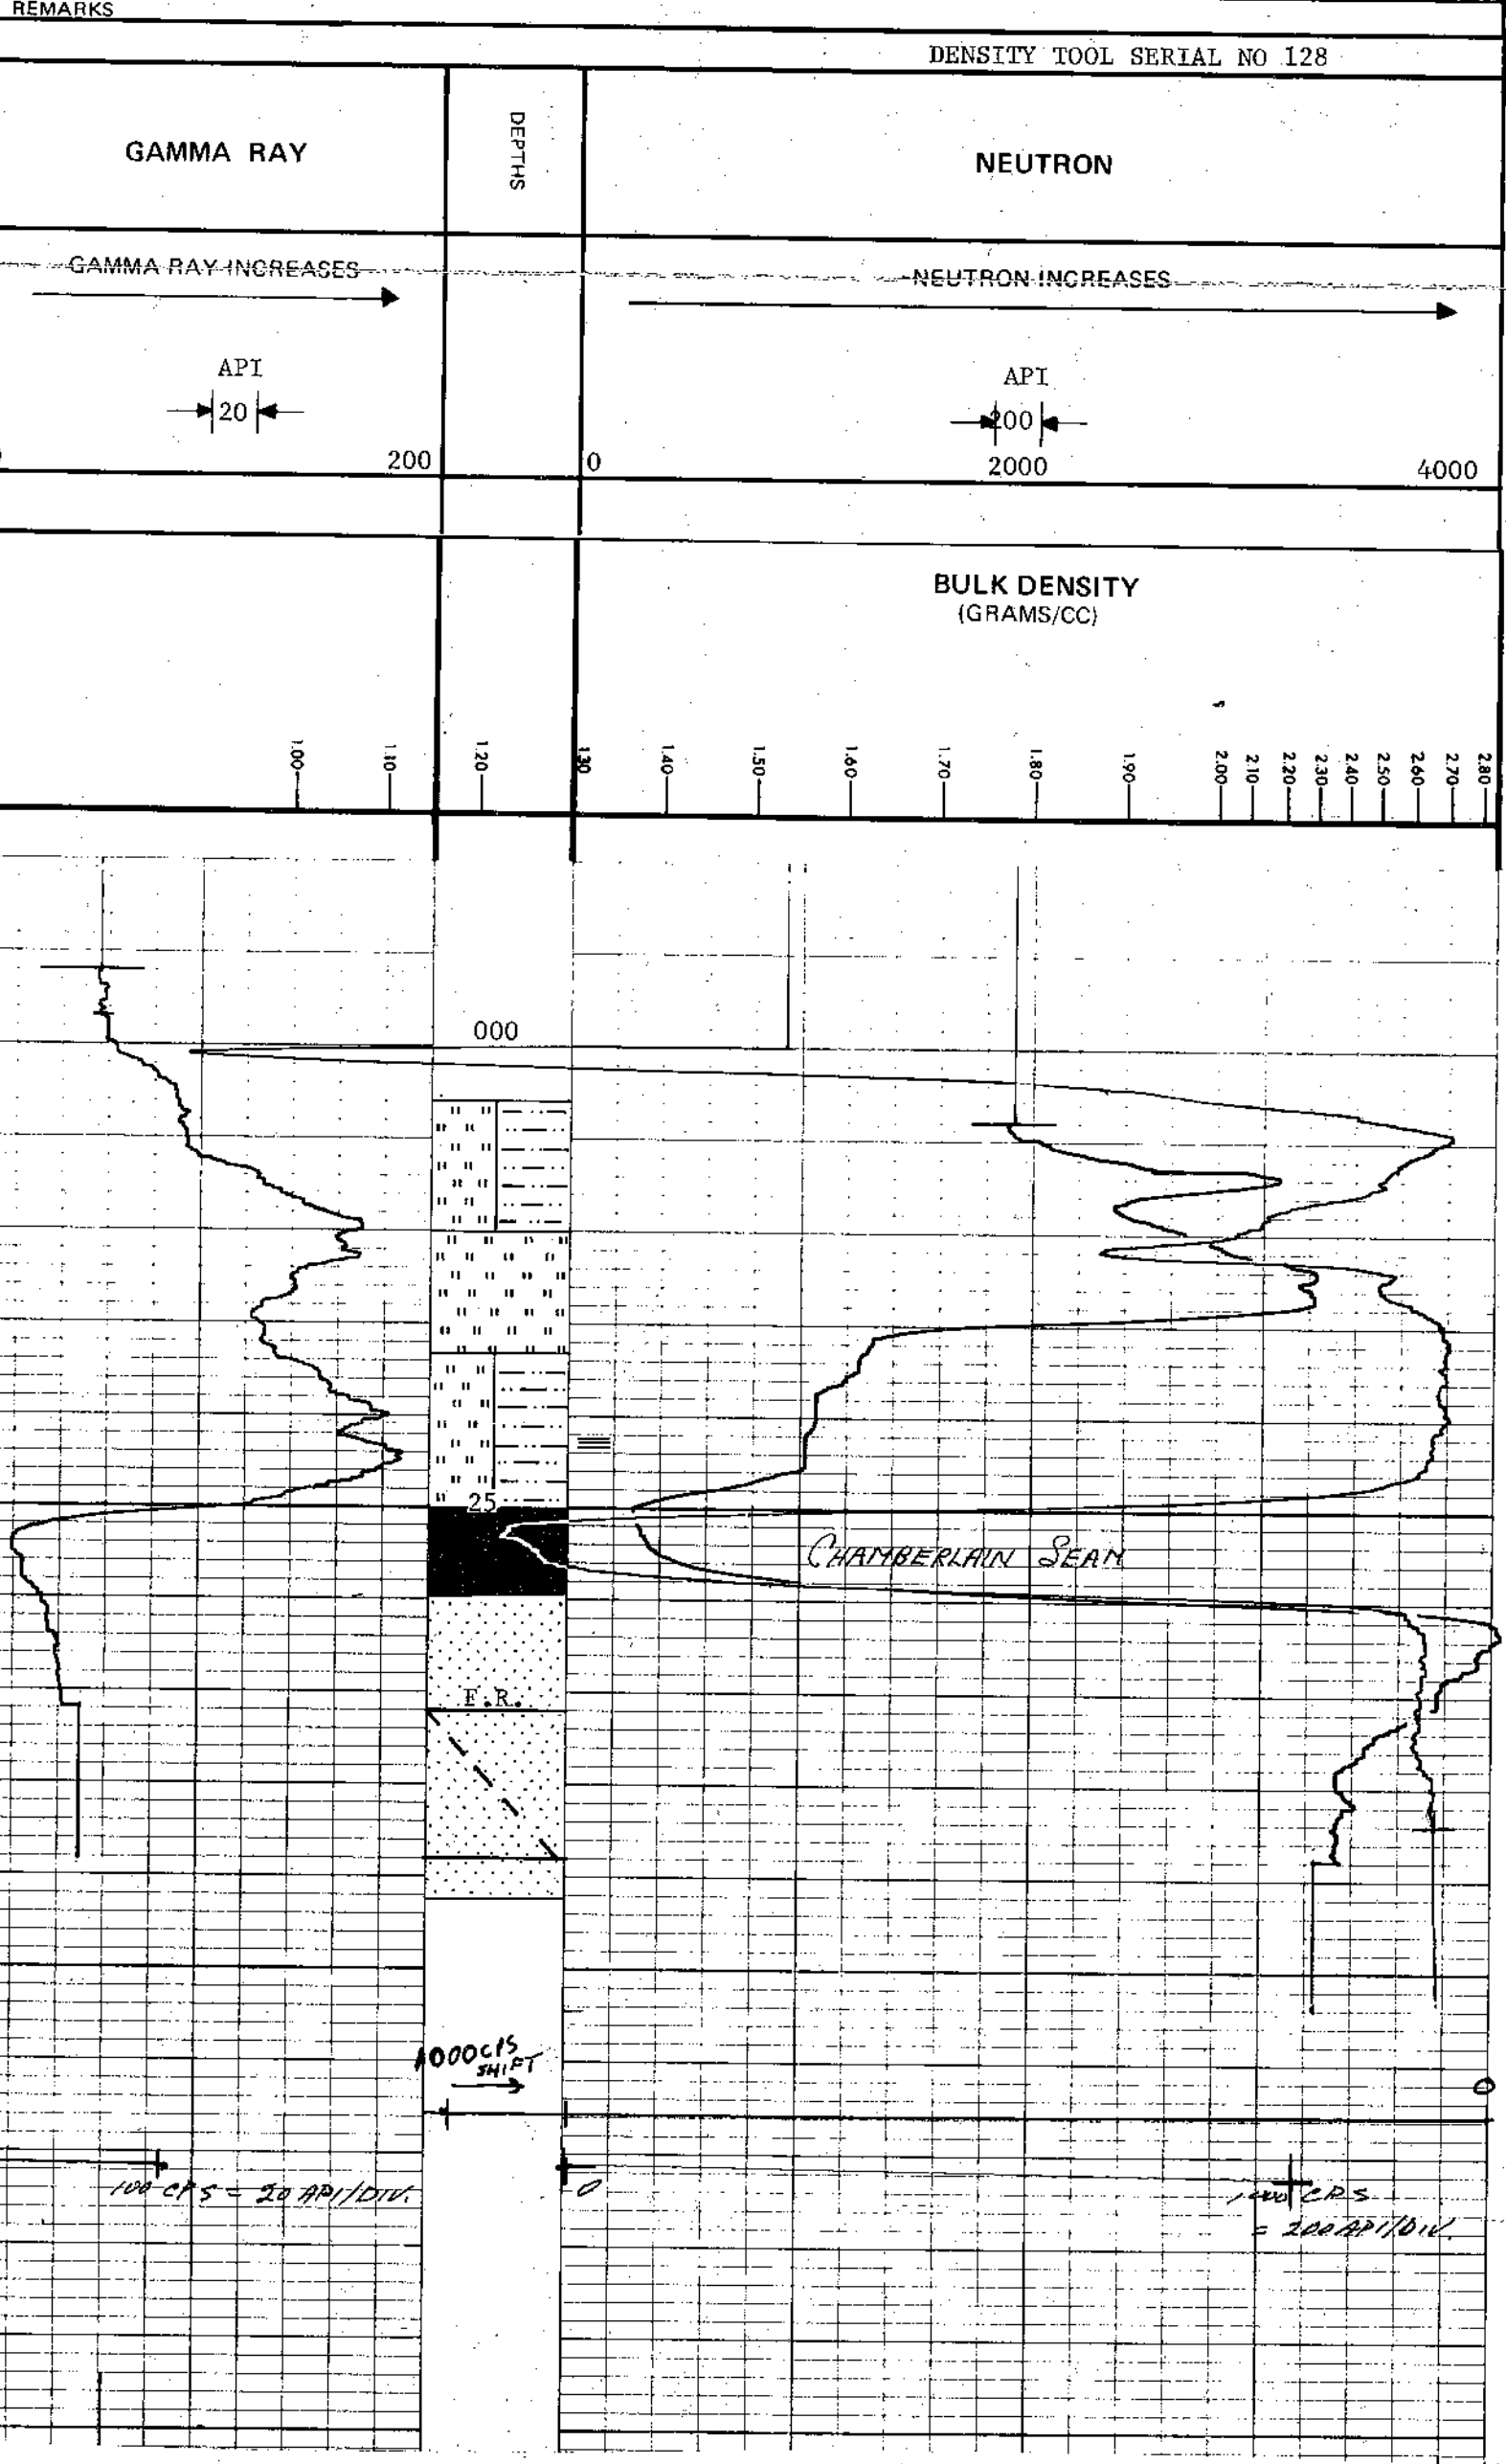 REMARKS
DENSITY TOOL SERIAL NO 128
GAMMA RAY
DEPTHS
NEUTRON
GAMMA RAY INCREASES
NEUTRON INCREASES
API
20
API
200
200
0
2000
4000
BULK DENSITY
(GRAMS/CC)
1.00
1.10
1.20
1.30
1.40
1.50
1.60
1.70
1.80
1.90
2.00
2.10
2.20
2.30
2.40
2.50
2.60
2.70
2.80
000
25
CHAMBERLAIN SEAM
F.R.
1000 CPS
SHIFT
0
100 CPS = 20 API/DIV.
0
1000 CPS
= 200 API/DIV.